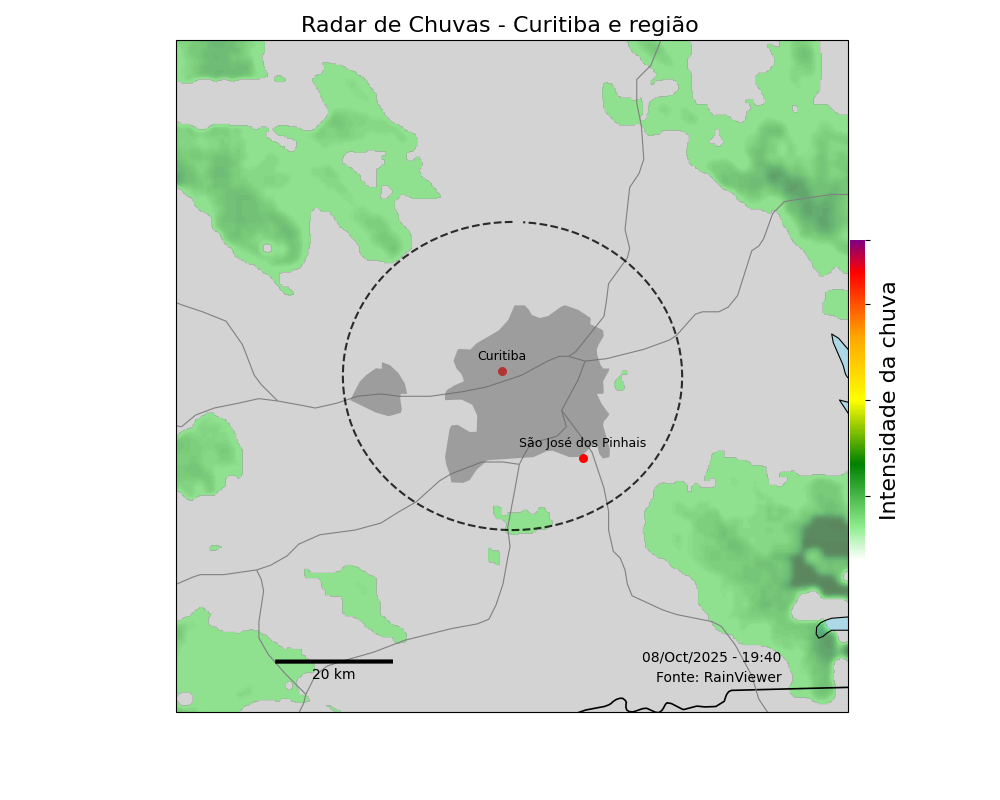 Radar de Chuvas - Curitiba e região
Curitiba
São José dos Pinhais
Intensidade da chuva
08/Oct/2025 - 19:40
Fonte: RainViewer
20 km